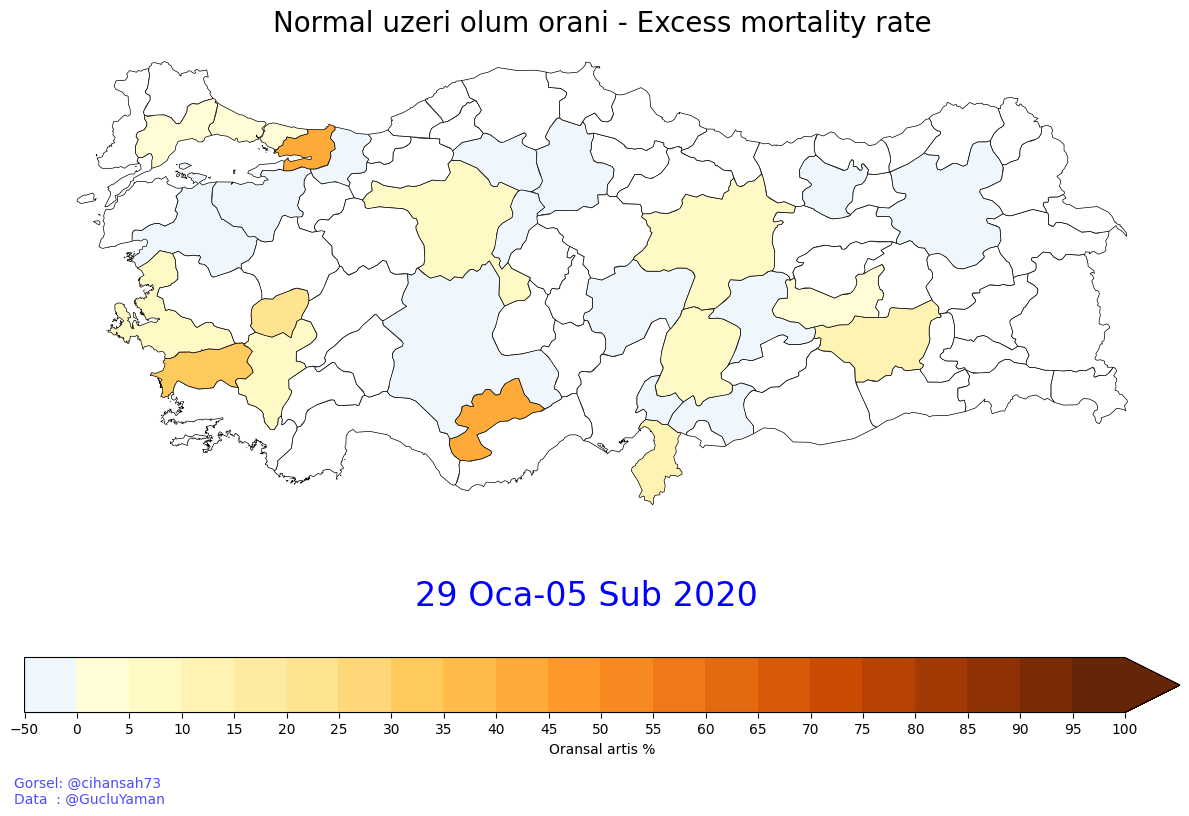 Normal uzeri olum orani - Excess mortality rate
29 Oca-05 Sub 2020
−50 0 5 10 15 20 25 30 35 40 45 50 55 60 65 70 75 80 85 90 95 100
Oransal artis %
Gorsel: @cihansah73
Data  : @GucluYaman